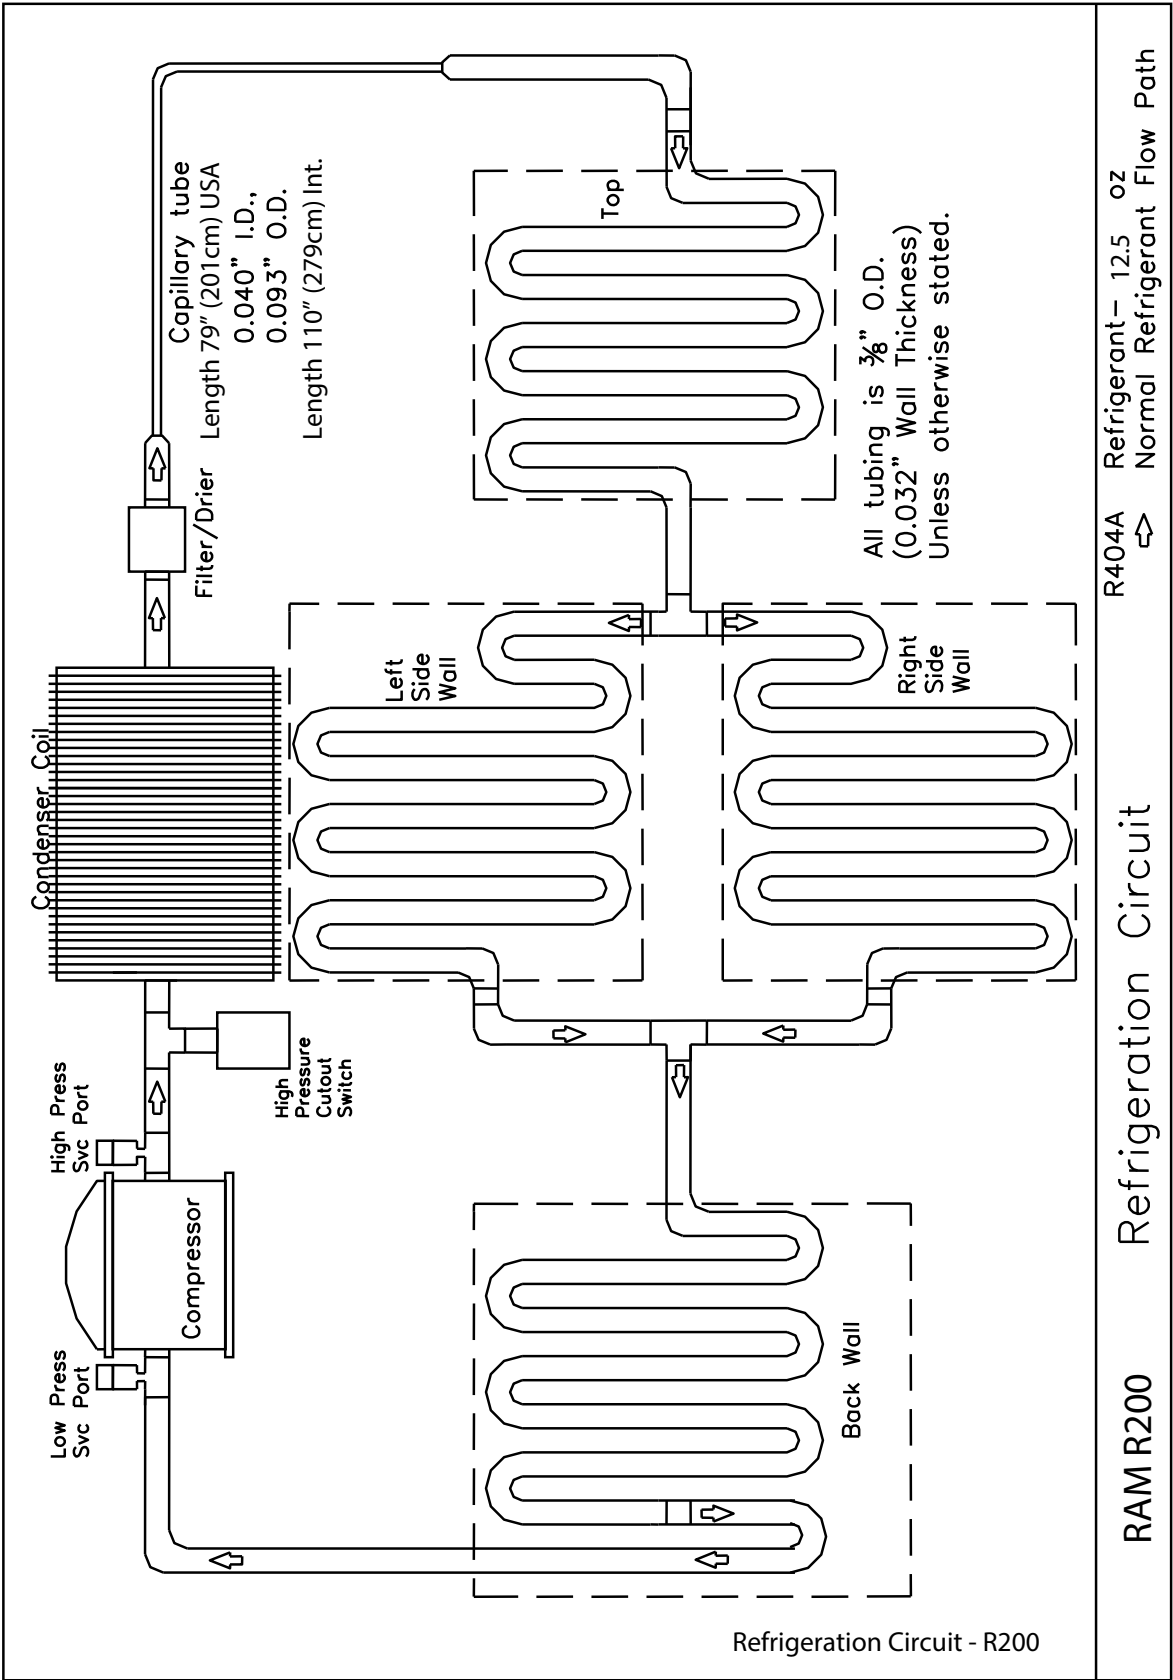 Capillary tube
Length 79" (201cm) USA
0.040" I.D.,
0.093" O.D.
Length 110" (279cm) Int.
Filter/Drier
Condenser Coil
High Press
Svc Port
High
Pressure
Cutout
Switch
Compressor
Low Press
Svc Port
Top
Left
Side
Wall
Right
Side
Wall
Back Wall
All tubing is ⅜" O.D.
(0.032" Wall Thickness)
Unless otherwise stated.
RAM R200
Refrigeration Circuit
R404A Refrigerant- 12.5 oz
⇨ Normal Refrigerant Flow Path
Refrigeration Circuit - R200